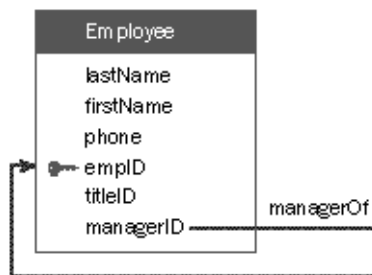 Employee
lastName
firstName
phone
empID
titleID
managerID
managerOf